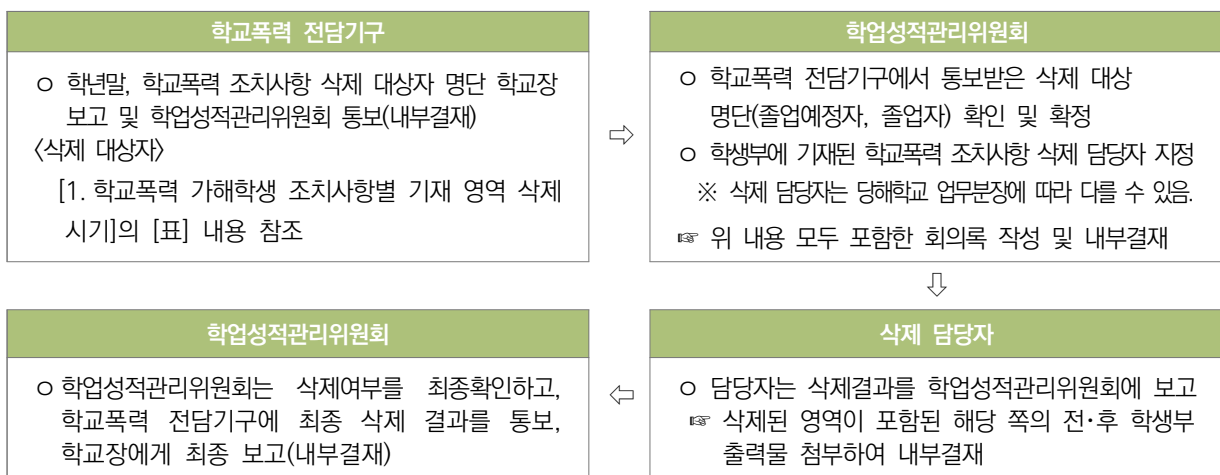 학교폭력 전담기구
ㅇ 학년말, 학교폭력 조치사항 삭제 대상자 명단 학교장
보고 및 학업성적관리위원회 통보(내부결재)
〈삭제 대상자〉
[1. 학교폭력 가해학생 조치사항별 기재 영역 삭제
시기]의 [표] 내용 참조
⇨
학업성적관리위원회
ㅇ 학교폭력 전담기구에서 통보받은 삭제 대상
명단(졸업예정자, 졸업자) 확인 및 확정
ㅇ 학생부에 기재된 학교폭력 조치사항 삭제 담당자 지정
※ 삭제 담당자는 당해학교 업무분장에 따라 다를 수 있음.
☞ 위 내용 모두 포함한 회의록 작성 및 내부결재
⇩
삭제 담당자
ㅇ 담당자는 삭제결과를 학업성적관리위원회에 보고
☞ 삭제된 영역이 포함된 해당 쪽의 전·후 학생부
출력물 첨부하여 내부결재
⇦
학업성적관리위원회
ㅇ 학업성적관리위원회는 삭제여부를 최종확인하고,
학교폭력 전담기구에 최종 삭제 결과를 통보,
학교장에게 최종 보고(내부결재)